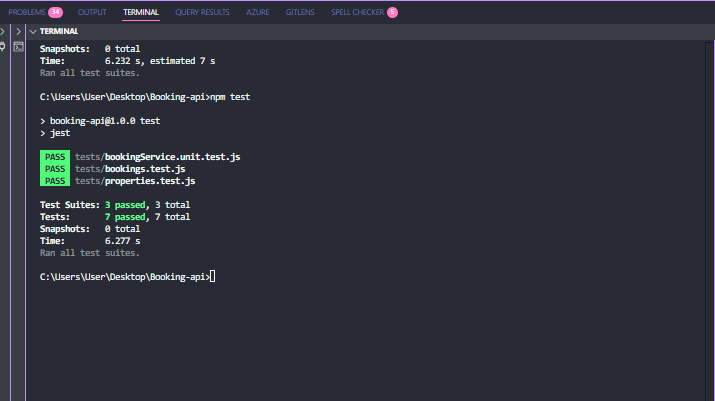 PROBLEMS 34 OUTPUT TERMINAL QUERY RESULTS AZURE GITLENS SPELL CHECKER 5
TERMINAL
Snapshots:   0 total
Time:        6.232 s, estimated 7 s
Ran all test suites.
C:\Users\User\Desktop\Booking-api>npm test
> booking-api@1.0.0 test
> jest
PASS tests/bookingService.unit.test.js
PASS tests/bookings.test.js
PASS tests/properties.test.js
Test Suites: 3 passed, 3 total
Tests:       7 passed, 7 total
Snapshots:   0 total
Time:        6.277 s
Ran all test suites.
C:\Users\User\Desktop\Booking-api>